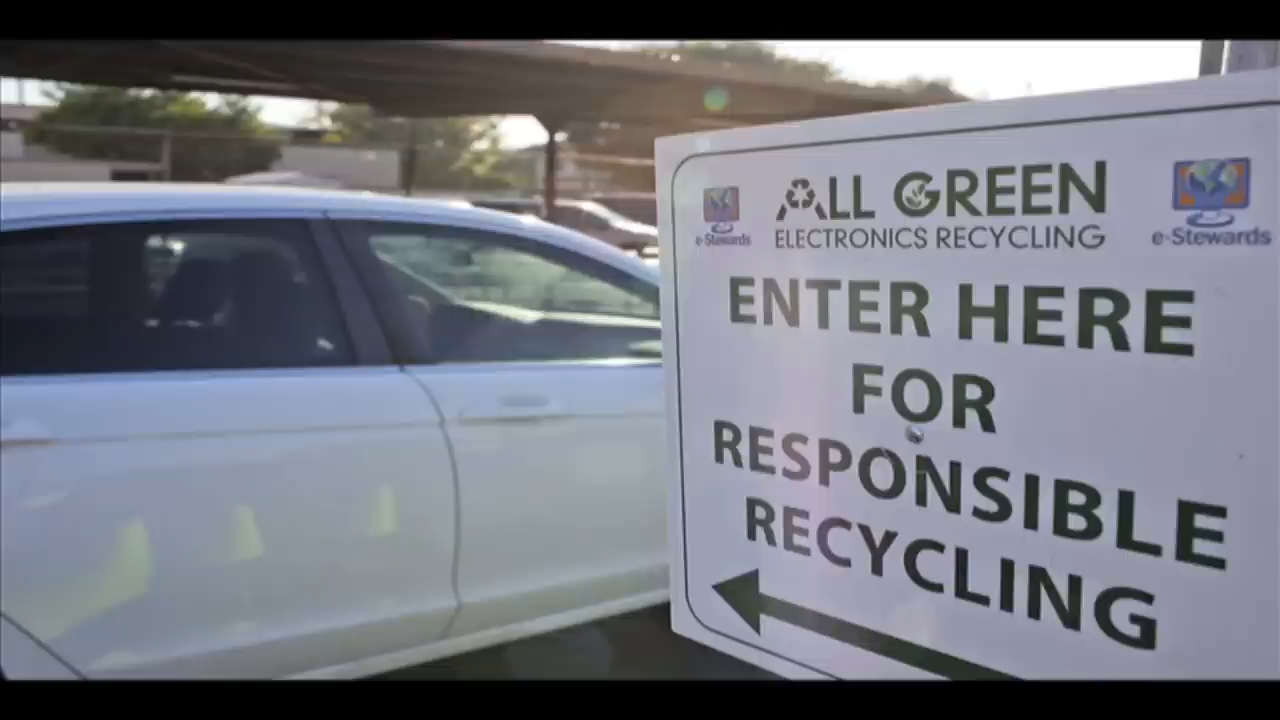 ALL GREEN
ELECTRONICS RECYCLING
e-Stewards
e-Stewards
ENTER HERE
FOR
RESPONSIBLE
RECYCLING